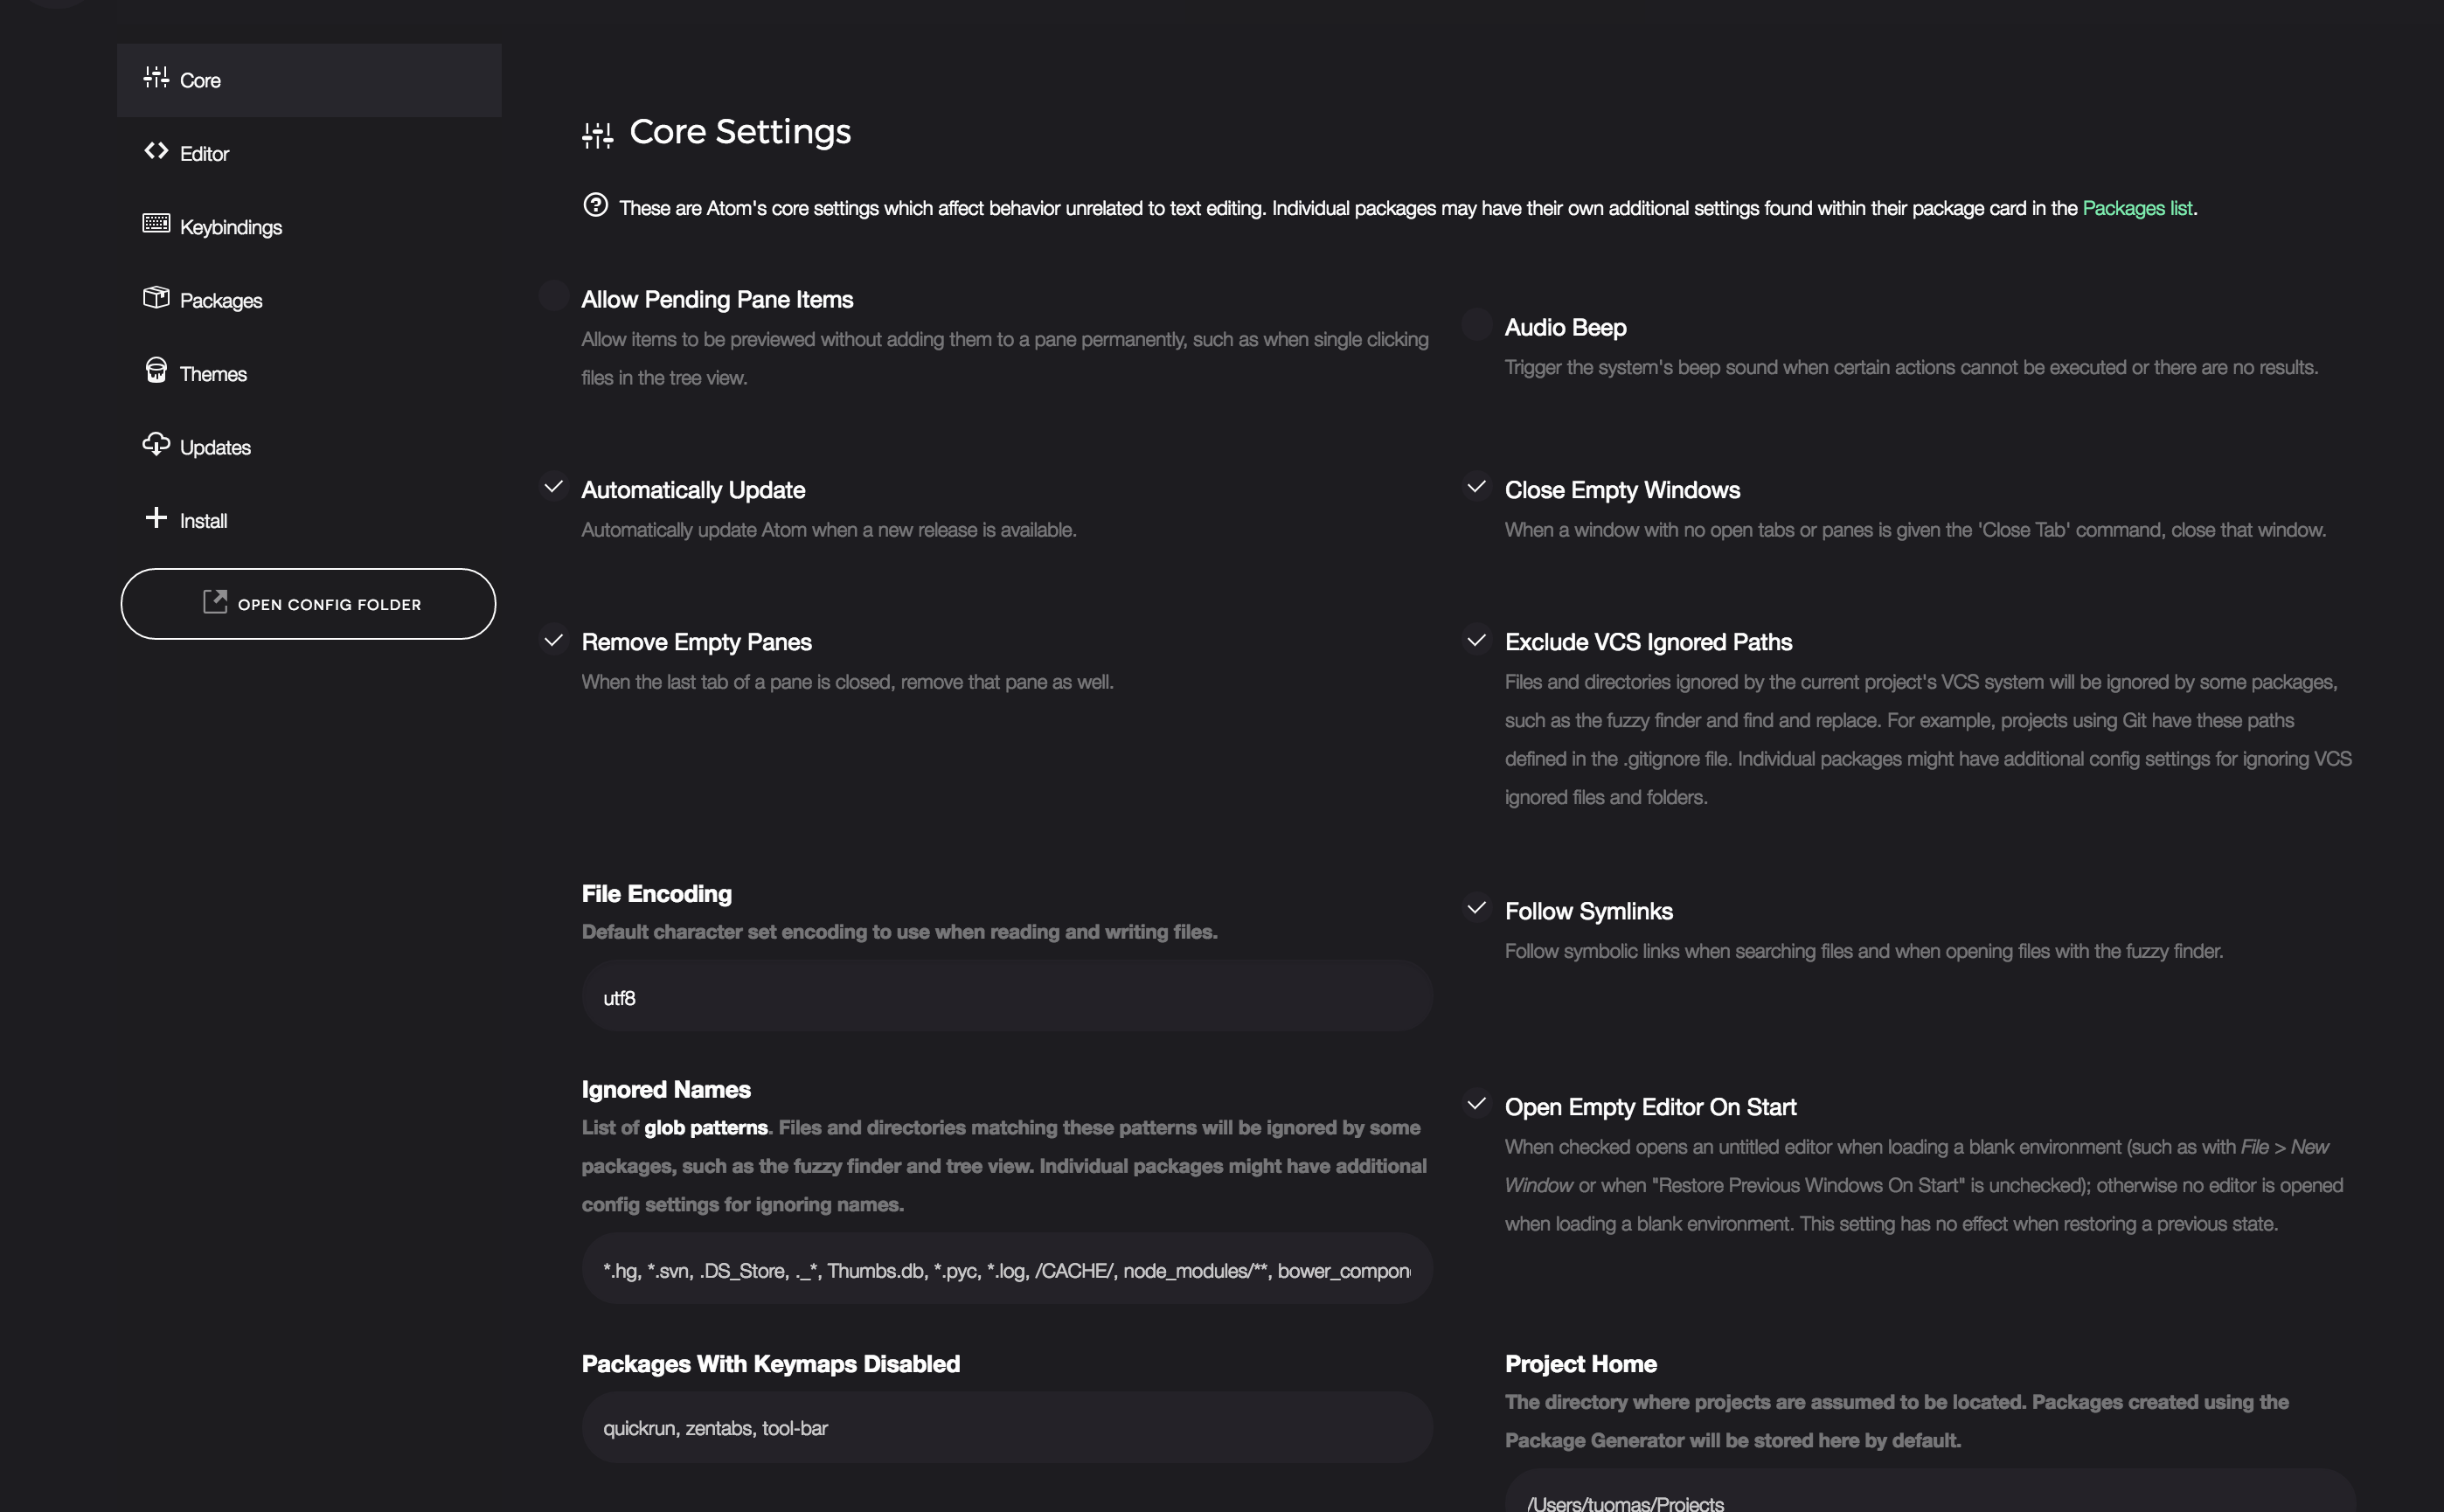 Core
Editor
Keybindings
Packages
Themes
Updates
Install
OPEN CONFIG FOLDER
Core Settings
These are Atom's core settings which affect behavior unrelated to text editing. Individual packages may have their own additional settings found within their package card in the Packages list.
Allow Pending Pane Items
Allow items to be previewed without adding them to a pane permanently, such as when single clicking
files in the tree view.
Audio Beep
Trigger the system's beep sound when certain actions cannot be executed or there are no results.
Automatically Update
Automatically update Atom when a new release is available.
Close Empty Windows
When a window with no open tabs or panes is given the 'Close Tab' command, close that window.
Remove Empty Panes
When the last tab of a pane is closed, remove that pane as well.
Exclude VCS Ignored Paths
Files and directories ignored by the current project's VCS system will be ignored by some packages,
such as the fuzzy finder and find and replace. For example, projects using Git have these paths
defined in the .gitignore file. Individual packages might have additional config settings for ignoring VCS
ignored files and folders.
File Encoding
Default character set encoding to use when reading and writing files.
utf8
Follow Symlinks
Follow symbolic links when searching files and when opening files with the fuzzy finder.
Ignored Names
List of glob patterns. Files and directories matching these patterns will be ignored by some
packages, such as the fuzzy finder and tree view. Individual packages might have additional
config settings for ignoring names.
*.hg, *.svn, .DS_Store, ._*, Thumbs.db, *.pyc, *.log, /CACHE/, node_modules/**, bower_compon
Open Empty Editor On Start
When checked opens an untitled editor when loading a blank environment (such as with File > New
Window or when "Restore Previous Windows On Start" is unchecked); otherwise no editor is opened
when loading a blank environment. This setting has no effect when restoring a previous state.
Packages With Keymaps Disabled
quickrun, zentabs, tool-bar
Project Home
The directory where projects are assumed to be located. Packages created using the
Package Generator will be stored here by default.
/Users/tuomas/Projects